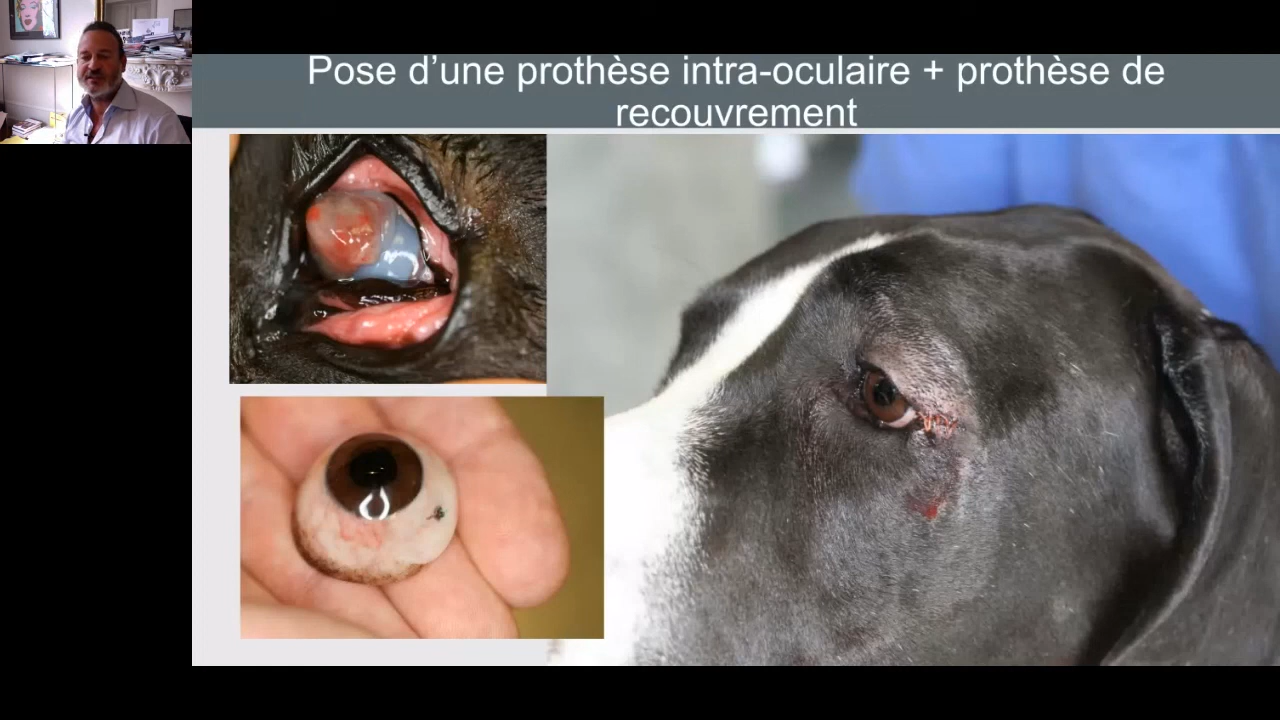 Pose d’une prothèse intra-oculaire + prothèse de
recouvrement